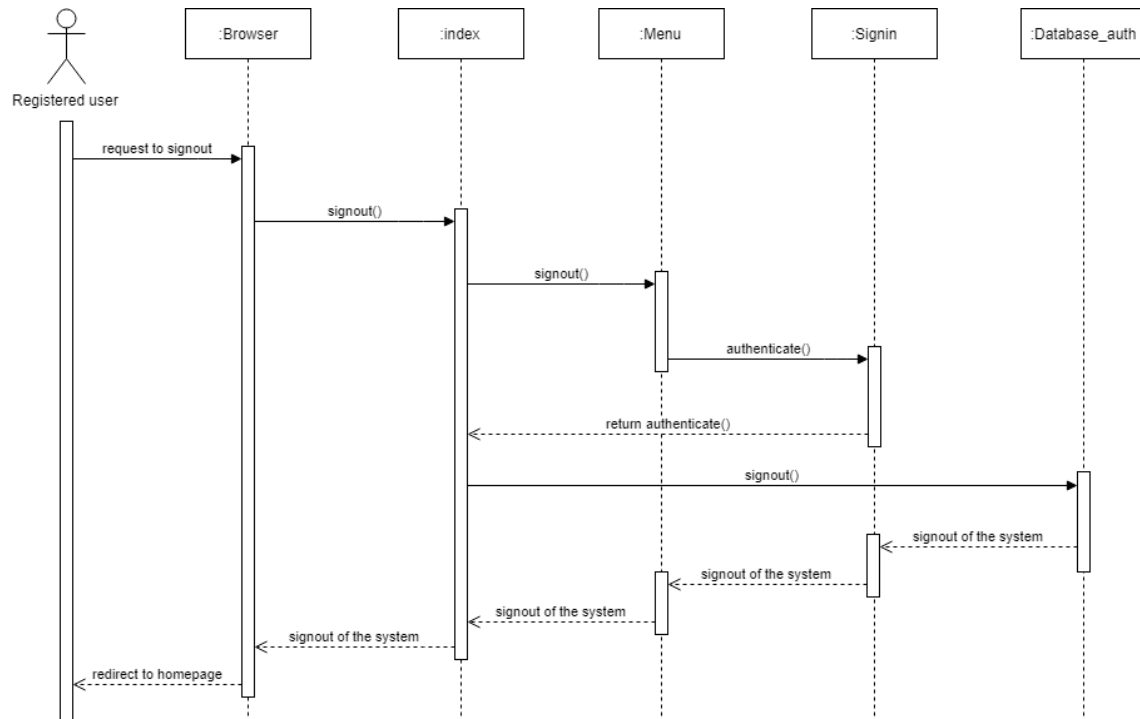 :Browser
:index
:Menu
:Signin
:Database_auth
Registered user
request to signout
signout()
signout()
authenticate()
return authenticate()
signout()
signout of the system
signout of the system
signout of the system
signout of the system
redirect to homepage